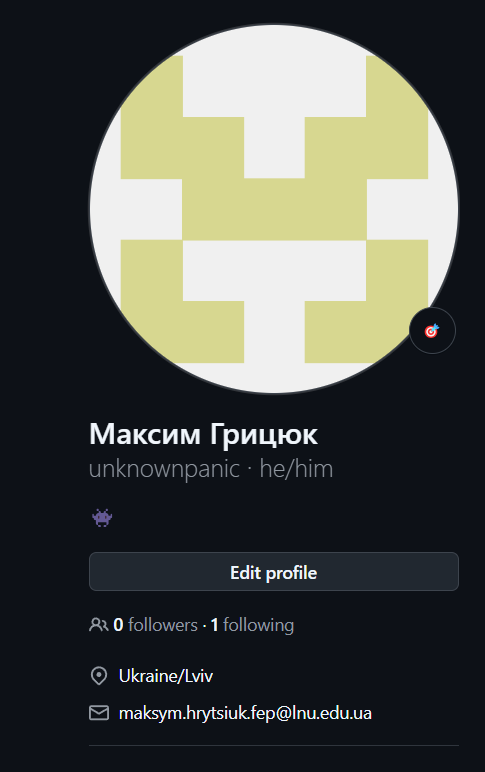 Максим Грицюк
unknownpanic · he/him
Edit profile
0 followers · 1 following
Ukraine/Lviv
maksym.hrytsiuk.fep@lnu.edu.ua